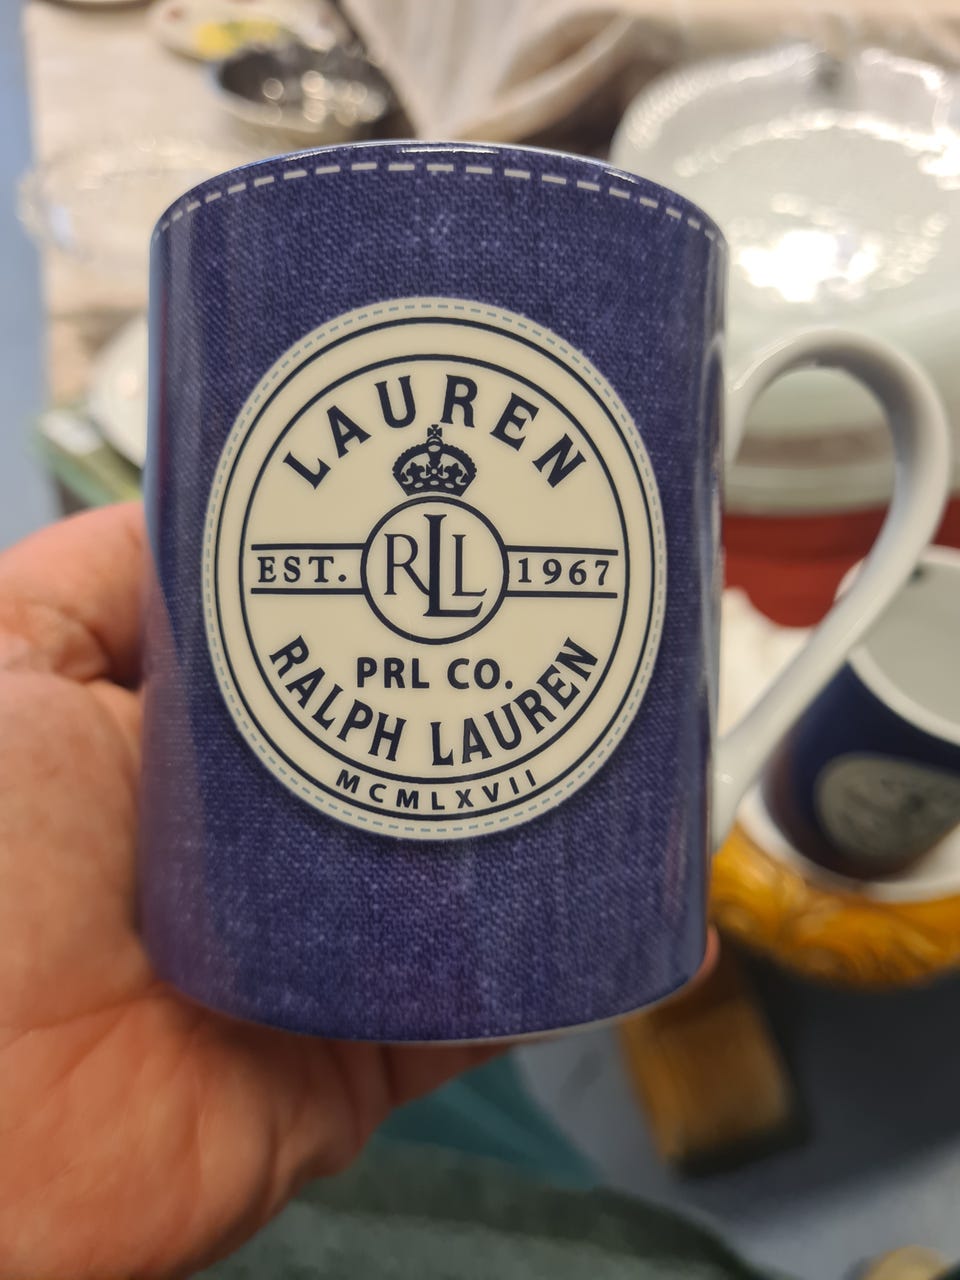 LAUREN
RLL
EST. 1967
PRL CO.
RALPH LAUREN
MCMLXVII